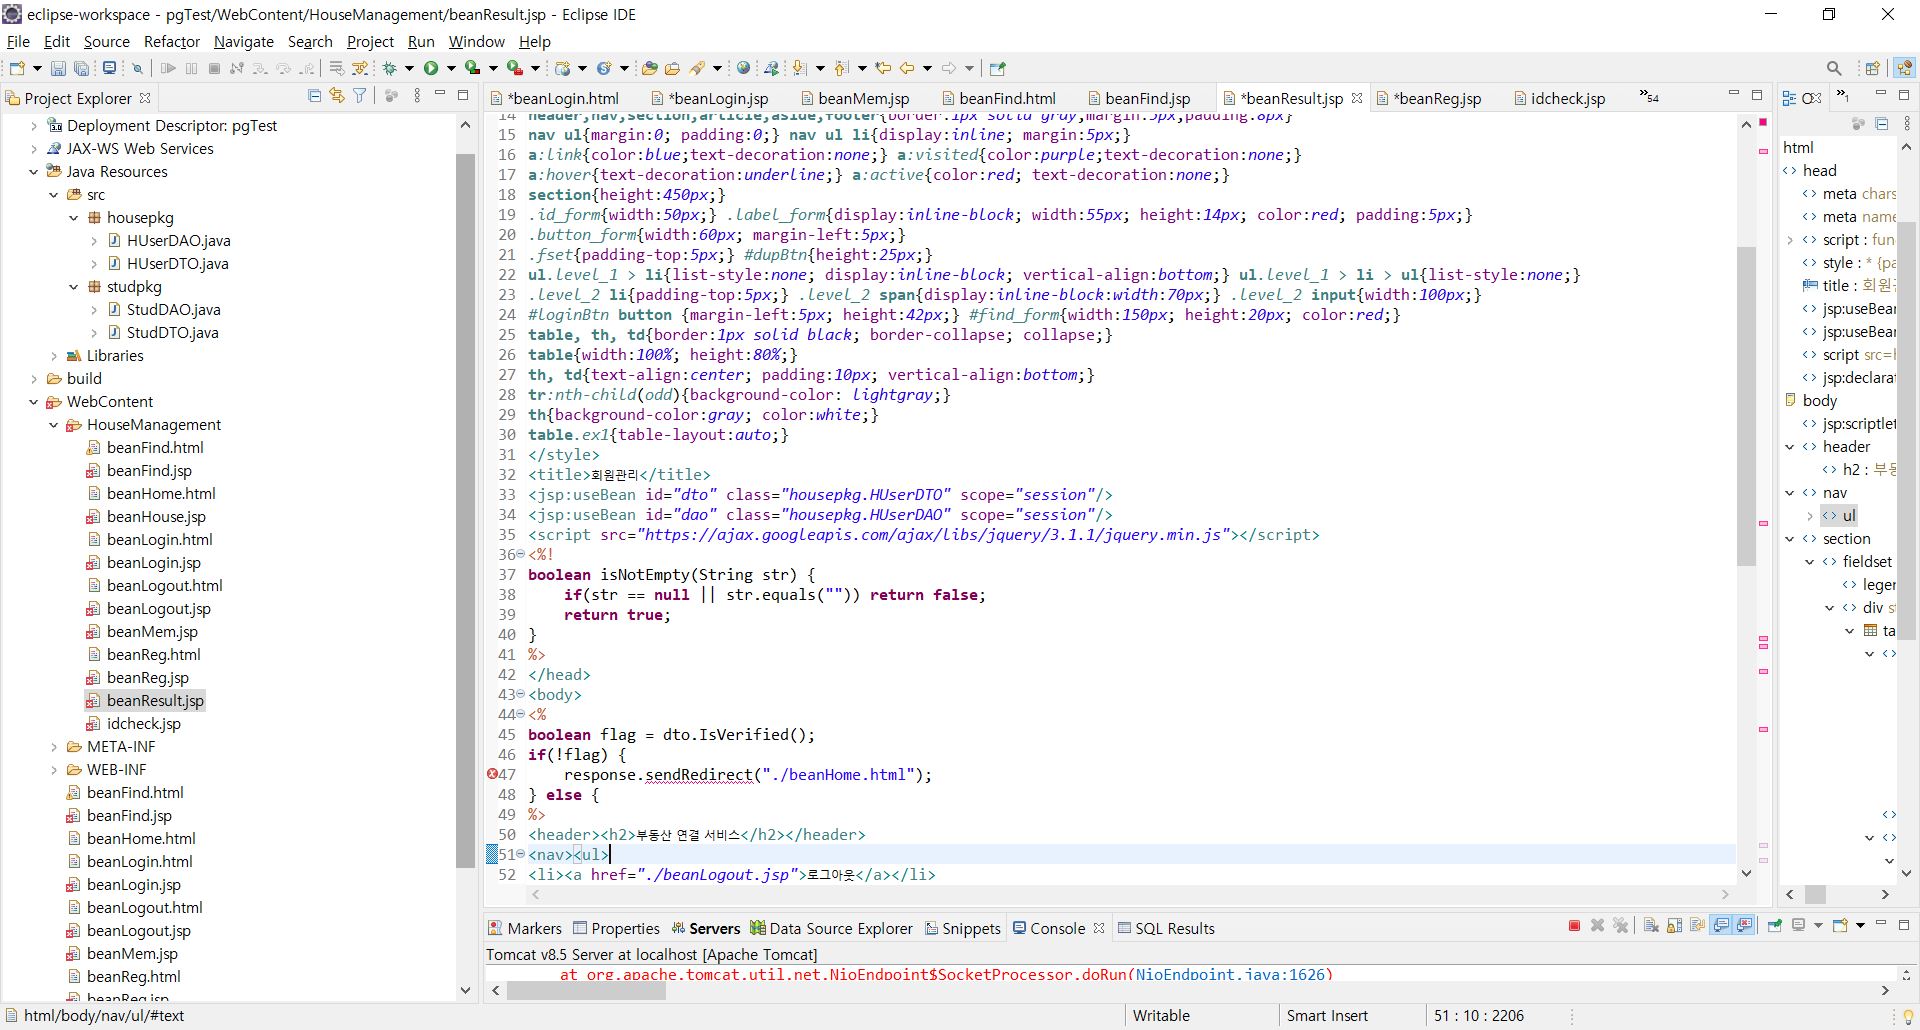 eclipse-workspace - pgTest/WebContent/HouseManagement/beanResult.jsp - Eclipse IDE
File Edit Source Refactor Navigate Search Project Run Window Help
Project Explorer
Deployment Descriptor: pgTest
JAX-WS Web Services
Java Resources
src
housepkg
HUserDAO.java
HUserDTO.java
studpkg
StudDAO.java
StudDTO.java
Libraries
build
WebContent
HouseManagement
beanFind.html
beanFind.jsp
beanHome.html
beanHouse.jsp
beanLogin.html
beanLogin.jsp
beanLogout.html
beanLogout.jsp
beanMem.jsp
beanReg.html
beanReg.jsp
beanResult.jsp
idcheck.jsp
META-INF
WEB-INF
beanFind.html
beanFind.jsp
beanHome.html
beanLogin.html
beanLogin.jsp
beanLogout.html
beanLogout.jsp
beanMem.jsp
beanReg.html
beanReg.jsp
*beanLogin.html *beanLogin.jsp beanMem.jsp beanFind.html beanFind.jsp *beanResult.jsp *beanReg.jsp idcheck.jsp »54
14 header,nav,section,article,aside,footer{border:1px solid gray;margin:5px;padding:8px}
15 nav ul{margin:0; padding:0;} nav ul li{display:inline; margin:5px;}
16 a:link{color:blue;text-decoration:none;} a:visited{color:purple;text-decoration:none;}
17 a:hover{text-decoration:underline;} a:active{color:red; text-decoration:none;}
18 section{height:450px;}
19 .id_form{width:50px;} .label_form{display:inline-block; width:55px; height:14px; color:red; padding:5px;}
20 .button_form{width:60px; margin-left:5px;}
21 .fset{padding-top:5px;} #dupBtn{height:25px;}
22 ul.level_1 > li{list-style:none; display:inline-block; vertical-align:bottom;} ul.level_1 > li > ul{list-style:none;}
23 .level_2 li{padding-top:5px;} .level_2 span{display:inline-block:width:70px;} .level_2 input{width:100px;}
24 #loginBtn button {margin-left:5px; height:42px;} #find_form{width:150px; height:20px; color:red;}
25 table, th, td{border:1px solid black; border-collapse; collapse;}
26 table{width:100%; height:80%;}
27 th, td{text-align:center; padding:10px; vertical-align:bottom;}
28 tr:nth-child(odd){background-color: lightgray;}
29 th{background-color:gray; color:white;}
30 table.ex1{table-layout:auto;}
31 </style>
32 <title>회원관리</title>
33 <jsp:useBean id="dto" class="housepkg.HUserDTO" scope="session"/>
34 <jsp:useBean id="dao" class="housepkg.HUserDAO" scope="session"/>
35 <script src="https://ajax.googleapis.com/ajax/libs/jquery/3.1.1/jquery.min.js"></script>
36 <%!
37 boolean isNotEmpty(String str) {
38 if(str == null || str.equals("")) return false;
39 return true;
40 }
41 %>
42 </head>
43 <body>
44 <%
45 boolean flag = dto.IsVerified();
46 if(!flag) {
47 response.sendRedirect("./beanHome.html");
48 } else {
49 %>
50 <header><h2>부동산 연결 서비스</h2></header>
51 <nav><ul>
52 <li><a href="./beanLogout.jsp">로그아웃</a></li>
»1
html
head
meta chars
meta name
script : fun
style : * {pa
title : 회원
jsp:useBear
jsp:useBear
script src=
jsp:declarat
body
jsp:scriptlet
header
h2 : 부동
nav
ul
section
fieldset
leger
div s
ta
Markers Properties Servers Data Source Explorer Snippets Console SQL Results
Tomcat v8.5 Server at localhost [Apache Tomcat]
at org.apache.tomcat.util.net.NioEndpoint$SocketProcessor.doRun(NioEndpoint.java:1626)
html/body/nav/ul/#text Writable Smart Insert 51 : 10 : 2206